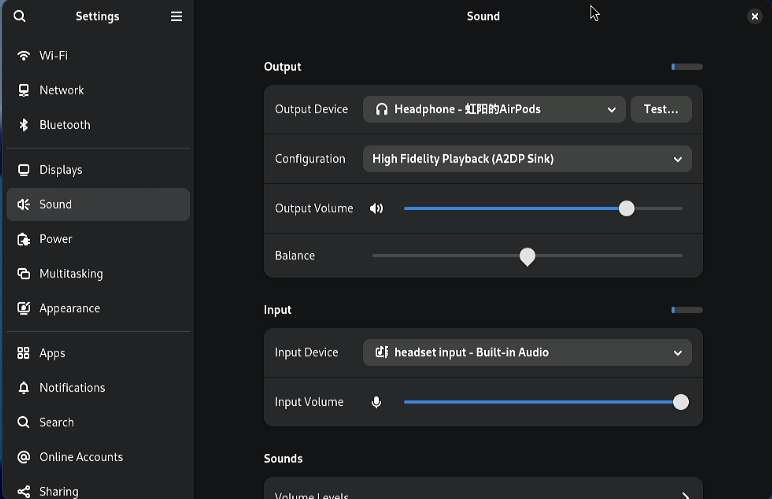 Settings
Sound
Wi-Fi
Network
Bluetooth
Displays
Sound
Power
Multitasking
Appearance
Apps
Notifications
Search
Online Accounts
Sharing
Output
Output Device
Headphone - 虹阳的AirPods
Test...
Configuration
High Fidelity Playback (A2DP Sink)
Output Volume
Balance
Input
Input Device
headset input - Built-in Audio
Input Volume
Sounds
Volume Levels